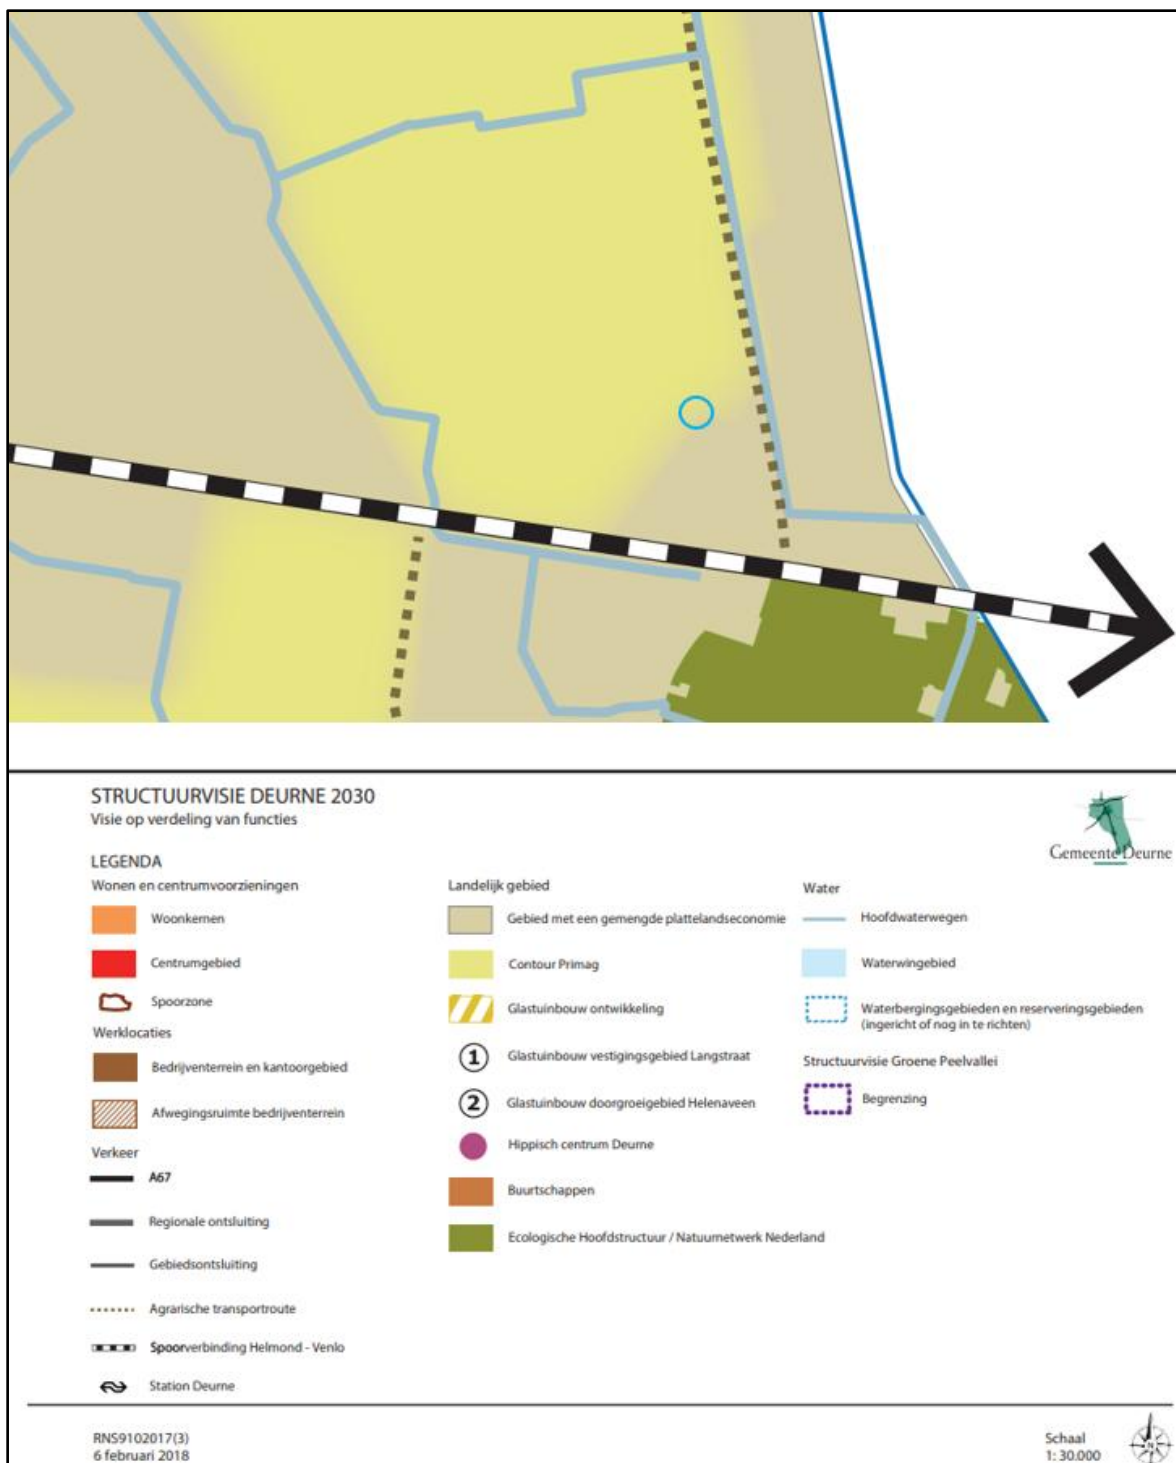 STRUCTUURVISIE DEURNE 2030
Visie op verdeling van functies
Gemeente Deurne
LEGENDA
Wonen en centrumvoorzieningen
Woonkernen
Centrumgebied
Spoorzone
Werklocaties
Bedrijventerrein en kantoorgebied
Afwegingsruimte bedrijventerrein
Verkeer
A67
Regionale ontsluiting
Gebiedsontsluiting
Agrarische transportroute
Spoorverbinding Helmond - Venlo
Station Deurne
Landelijk gebied
Gebied met een gemengde plattelandseconomie
Contour Primag
Glastuinbouw ontwikkeling
1 Glastuinbouw vestigingsgebied Langstraat
2 Glastuinbouw doorgroeigebied Helenaveen
Hippisch centrum Deurne
Buurtschappen
Ecologische Hoofdstructuur / Natuurnetwerk Nederland
Water
Hoofdwaterwegen
Waterwingebied
Waterbergingsgebieden en reserveringsgebieden
(ingericht of nog in te richten)
Structuurvisie Groene Peelvallei
Begrenzing
RNS9102017(3)
6 februari 2018
Schaal
1: 30.000
N